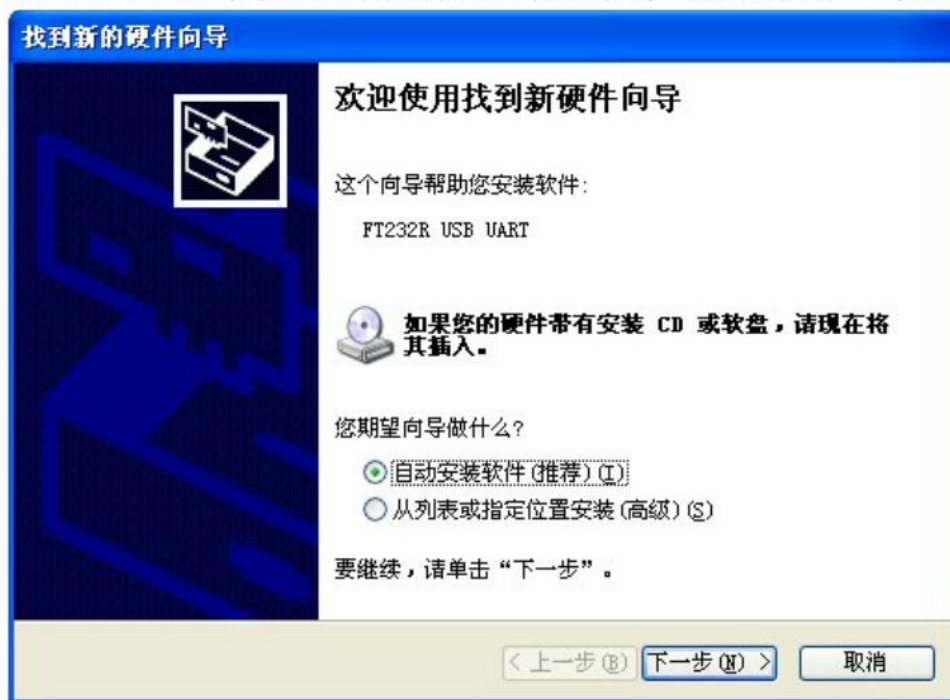 找到新的硬件向导
欢迎使用找到新硬件向导
这个向导帮助您安装软件:
FT232R USB UART
如果您的硬件带有安装 CD 或软盘，请现在将
其插入。
您期望向导做什么?
自动安装软件(推荐)(I)
从列表或指定位置安装(高级)(S)
要继续，请单击“下一步”。
< 上一步(B)
下一步(N) >
取消